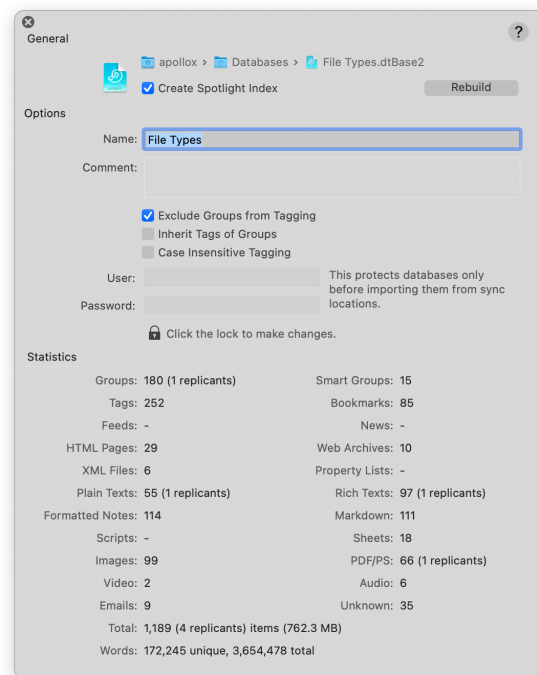 General
?
apollox > Databases > File Types.dtBase2
Create Spotlight Index
Rebuild
Options
Name: File Types
Comment:
Exclude Groups from Tagging
Inherit Tags of Groups
Case Insensitive Tagging
User:
This protects databases only
before importing them from sync
locations.
Password:
Click the lock to make changes.
Statistics
Groups: 180 (1 replicants) Smart Groups: 15
Tags: 252 Bookmarks: 85
Feeds: - News: -
HTML Pages: 29 Web Archives: 10
XML Files: 6 Property Lists: -
Plain Texts: 55 (1 replicants) Rich Texts: 97 (1 replicants)
Formatted Notes: 114 Markdown: 111
Scripts: - Sheets: 18
Images: 99 PDF/PS: 66 (1 replicants)
Video: 2 Audio: 6
Emails: 9 Unknown: 35
Total: 1,189 (4 replicants) items (762.3 MB)
Words: 172,245 unique, 3,654,478 total